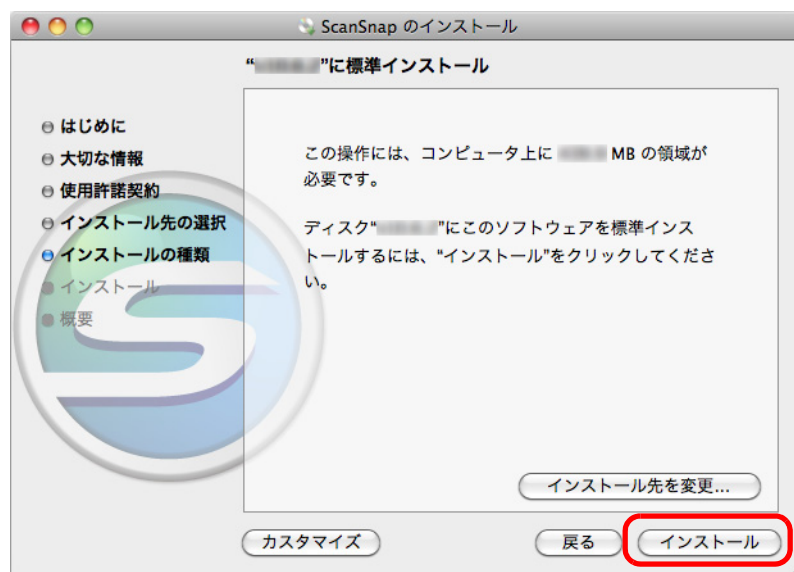 ScanSnap のインストール
“ ”に標準インストール
はじめに
大切な情報
使用許諾契約
インストール先の選択
インストールの種類
インストール
概要
この操作には、コンピュータ上に MB の領域が
必要です。
ディスク“ ”にこのソフトウェアを標準インス
トールするには、“インストール”をクリックしてくださ
い。
インストール先を変更...
カスタマイズ
戻る
インストール